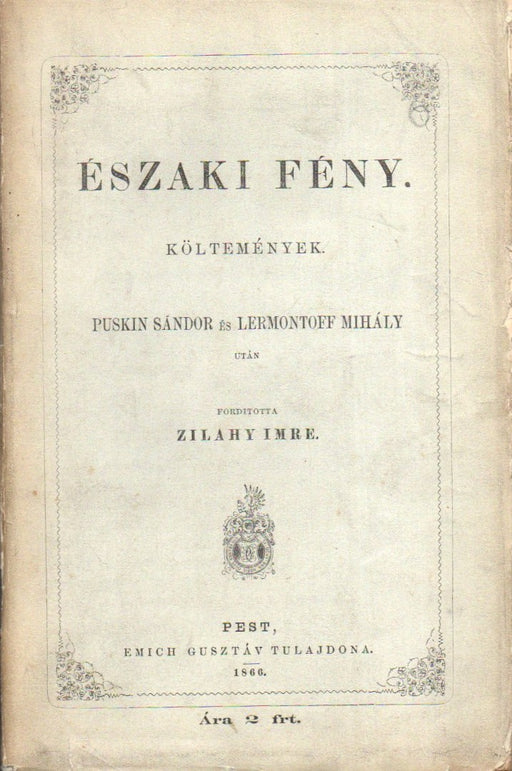 ÉSZAKI FÉNY.
KÖLTEMÉNYEK.
PUSKIN SÁNDOR ÉS LERMONTOFF MIHÁLY
UTÁN
FORDITOTTA
ZILAHY IMRE.
PEST,
EMICH GUSZTÁV TULAJDONA.
1866.
Ára 2 frt.